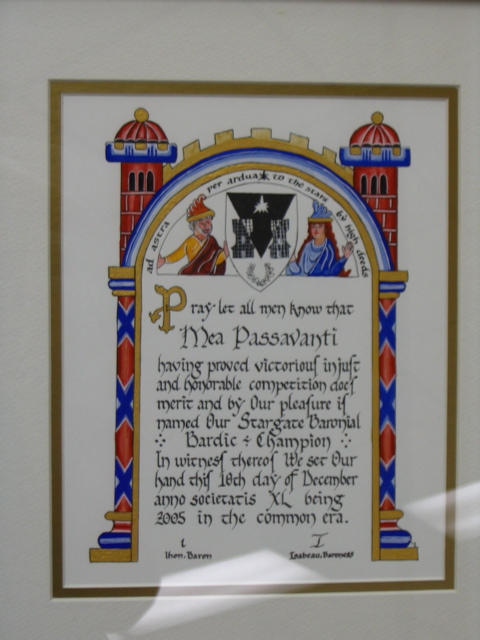 ad astra per ardua to the stars by high deeds
Pray let all men know that
Mea Passavanti
having proved victorious in just
and honorable competition does
merit and by Our pleasure is
named Our Stargate Baronial
Bardic Champion
In witness thereof We set Our
hand this 10th day of December
anno societatis XL being
2005 in the common era.
t I
Ihon, Baron Isabeau, Baroness